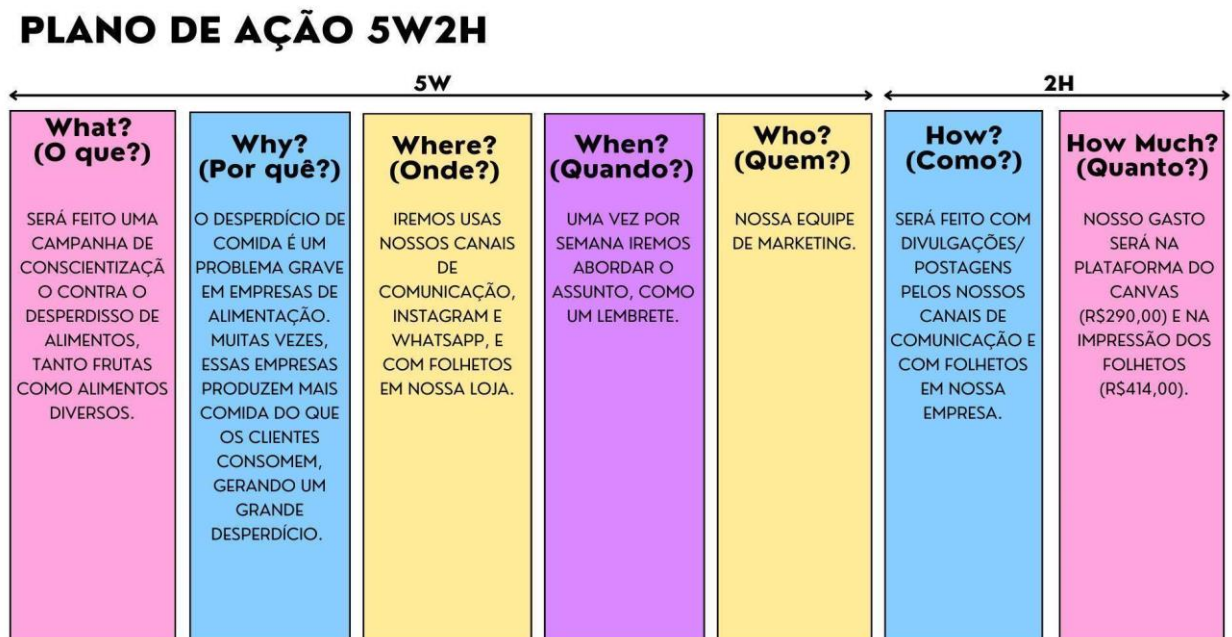 PLANO DE AÇÃO 5W2H
5W
2H
What?
(O que?)
SERÁ FEITO UMA
CAMPANHA DE
CONSCIENTIZAÇÃ
O CONTRA O
DESPERDISSO DE
ALIMENTOS,
TANTO FRUTAS
COMO ALIMENTOS
DIVERSOS.
Why?
(Por quê?)
O DESPERDÍCIO DE
COMIDA É UM
PROBLEMA GRAVE
EM EMPRESAS DE
ALIMENTAÇÃO.
MUITAS VEZES,
ESSAS EMPRESAS
PRODUZEM MAIS
COMIDA DO QUE
OS CLIENTES
CONSOMEM,
GERANDO UM
GRANDE
DESPERDÍCIO.
Where?
(Onde?)
IREMOS USAS
NOSSOS CANAIS
DE
COMUNICAÇÃO,
INSTAGRAM E
WHATSAPP, E
COM FOLHETOS
EM NOSSA LOJA.
When?
(Quando?)
UMA VEZ POR
SEMANA IREMOS
ABORDAR O
ASSUNTO, COMO
UM LEMBRETE.
Who?
(Quem?)
NOSSA EQUIPE
DE MARKETING.
How?
(Como?)
SERÁ FEITO COM
DIVULGAÇÕES/
POSTAGENS
PELOS NOSSOS
CANAIS DE
COMUNICAÇÃO E
COM FOLHETOS
EM NOSSA
EMPRESA.
How Much?
(Quanto?)
NOSSO GASTO
SERÁ NA
PLATAFORMA DO
CANVAS
(R$290,00) E NA
IMPRESSÃO DOS
FOLHETOS
(R$414,00).